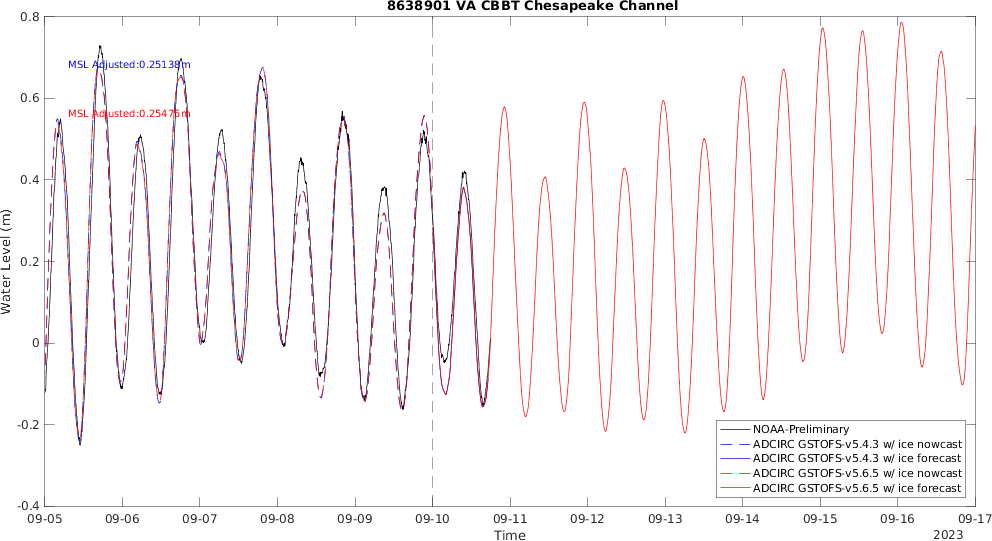 8638901 VA CBBT Chesapeake Channel
0.8
0.6
0.4
0.2
0
-0.2
-0.4
Water Level (m)
MSL Adjusted:0.25138m
MSL Adjusted:0.25475m
NOAA-Preliminary
ADCIRC GSTOFS-v5.4.3 w/ ice nowcast
ADCIRC GSTOFS-v5.4.3 w/ ice forecast
ADCIRC GSTOFS-v5.6.5 w/ ice nowcast
ADCIRC GSTOFS-v5.6.5 w/ ice forecast
09-05 09-06 09-07 09-08 09-09 09-10 09-11 09-12 09-13 09-14 09-15 09-16 09-17
Time
2023